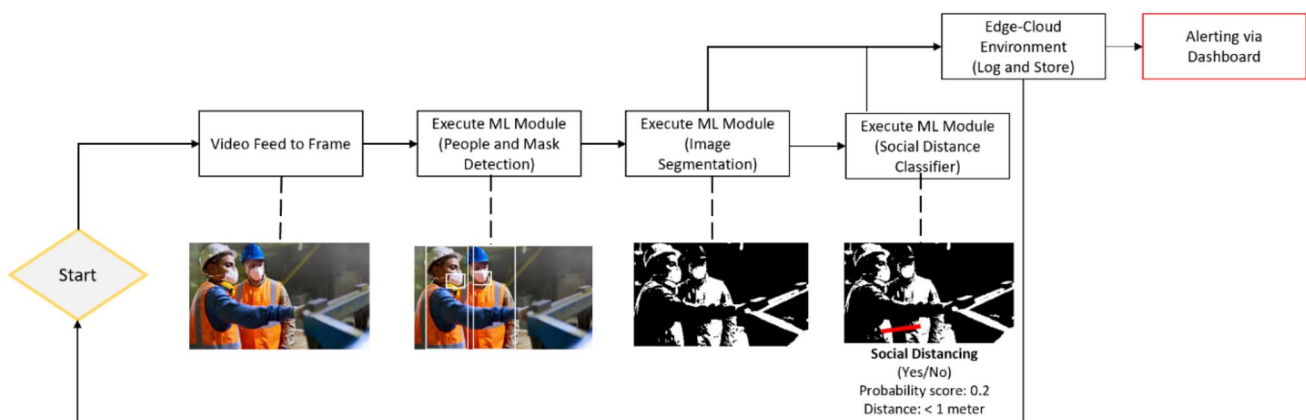 Edge-Cloud
Environment
(Log and Store)
Alerting via
Dashboard
Video Feed to Frame
Execute ML Module
(People and Mask
Detection)
Execute ML Module
(Image
Segmentation)
Execute ML Module
(Social Distance
Classifier)
Start
Social Distancing
(Yes/No)
Probability score: 0.2
Distance: < 1 meter